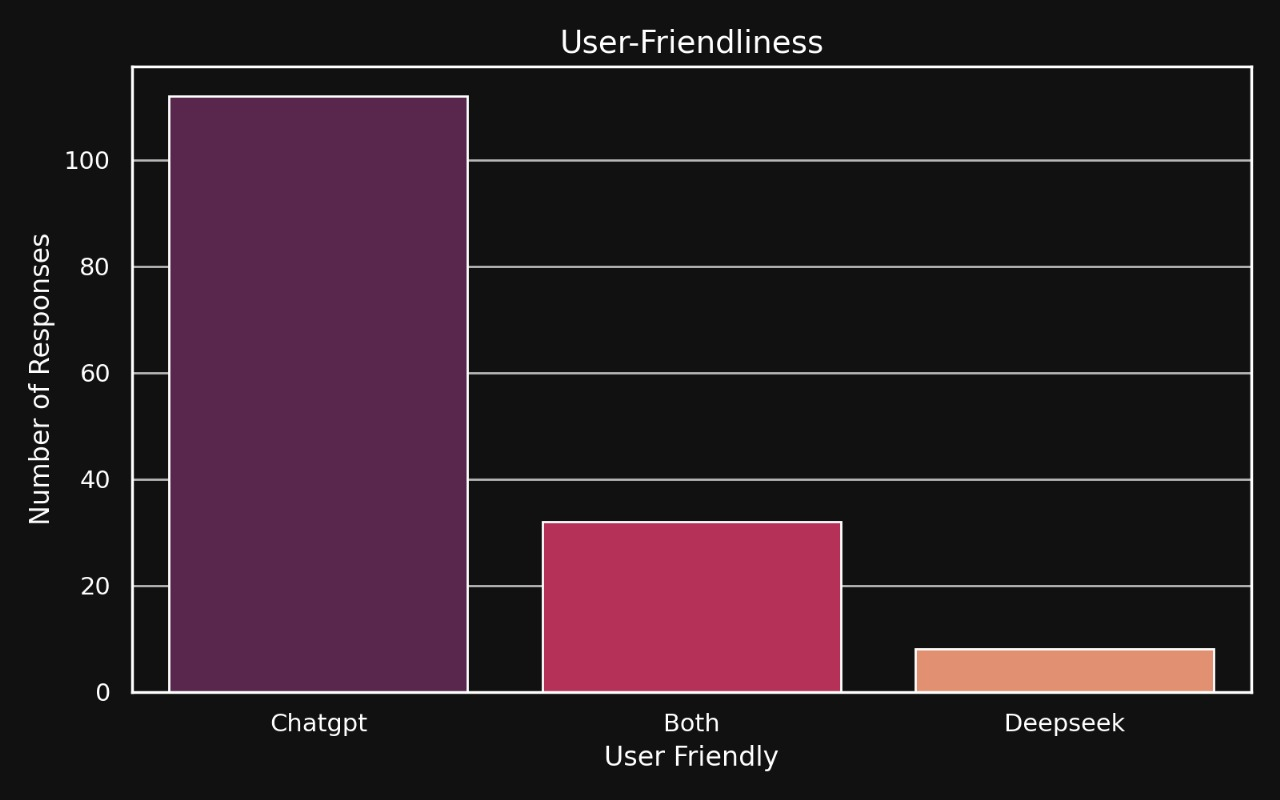 User-Friendliness
Number of Responses
100
80
60
40
20
0
Chatgpt Both Deepseek
User Friendly